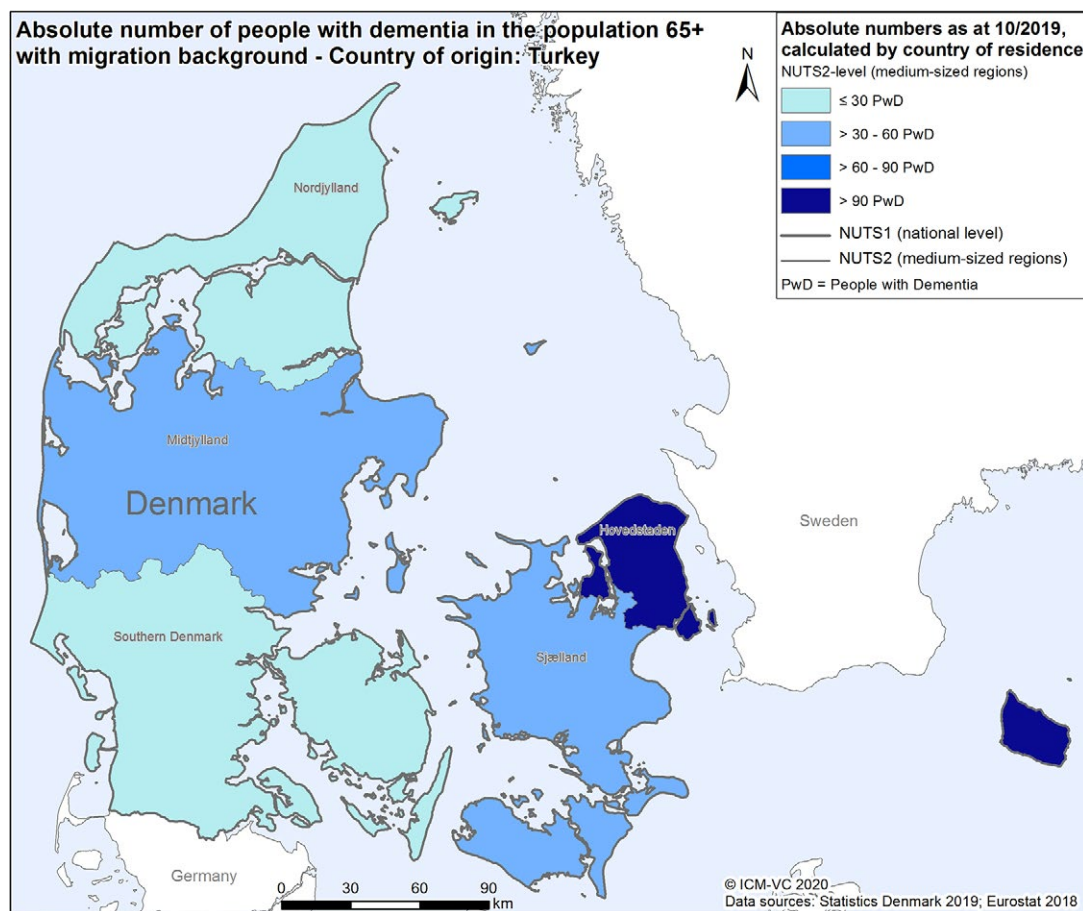 Absolute number of people with dementia in the population 65+
with migration background - Country of origin: Turkey
N
Absolute numbers as at 10/2019,
calculated by country of residence
NUTS2-level (medium-sized regions)
≤ 30 PwD
> 30 - 60 PwD
> 60 - 90 PwD
> 90 PwD
NUTS1 (national level)
NUTS2 (medium-sized regions)
PwD = People with Dementia
Nordjylland
Midtjylland
Denmark
Hovedstaden
Sweden
Southern Denmark
Sjælland
Germany
0 30 60 90
km
© ICM-VC 2020
Data sources: Statistics Denmark 2019; Eurostat 2018